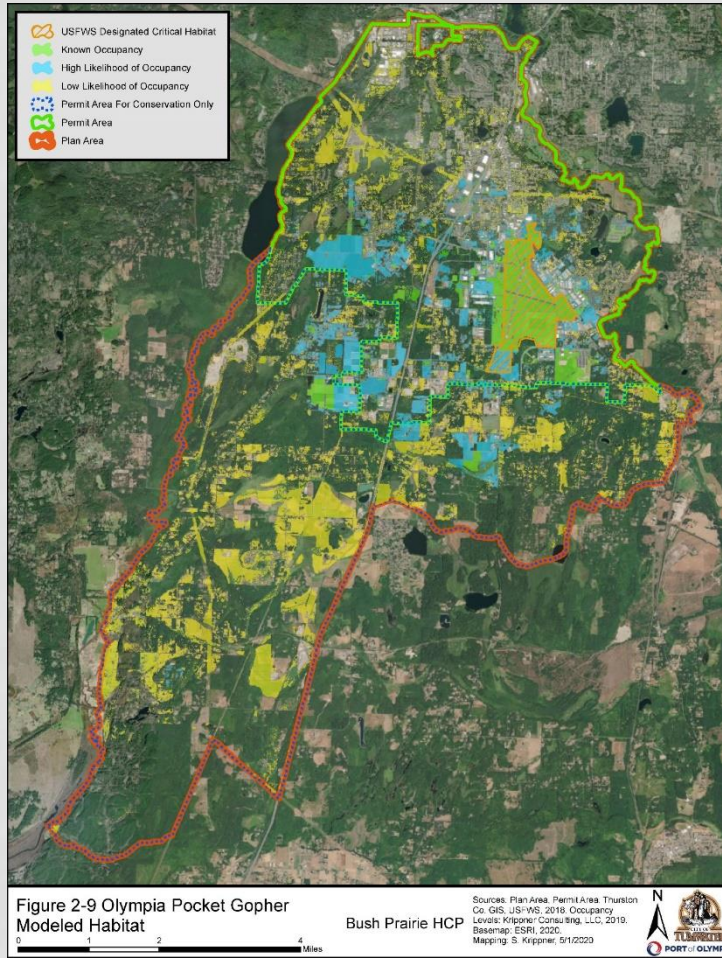 USFWS Designated Critical Habitat
Known Occupancy
High Likelihood of Occupancy
Low Likelihood of Occupancy
Permit Area For Conservation Only
Permit Area
Plan Area
Figure 2-9 Olympia Pocket Gopher
Modeled Habitat
0 1 2 4
Miles
Bush Prairie HCP
Sources: Plan Area, Permit Area: Thurston
Co. GIS, USFWS, 2018. Occupancy
Levels: Krippner Consulting, LLC, 2019.
Basemap: ESRI, 2020.
Mapping: S. Krippner, 5/1/2020
N
CITY OF
TUMWATER
PORT of OLYMP